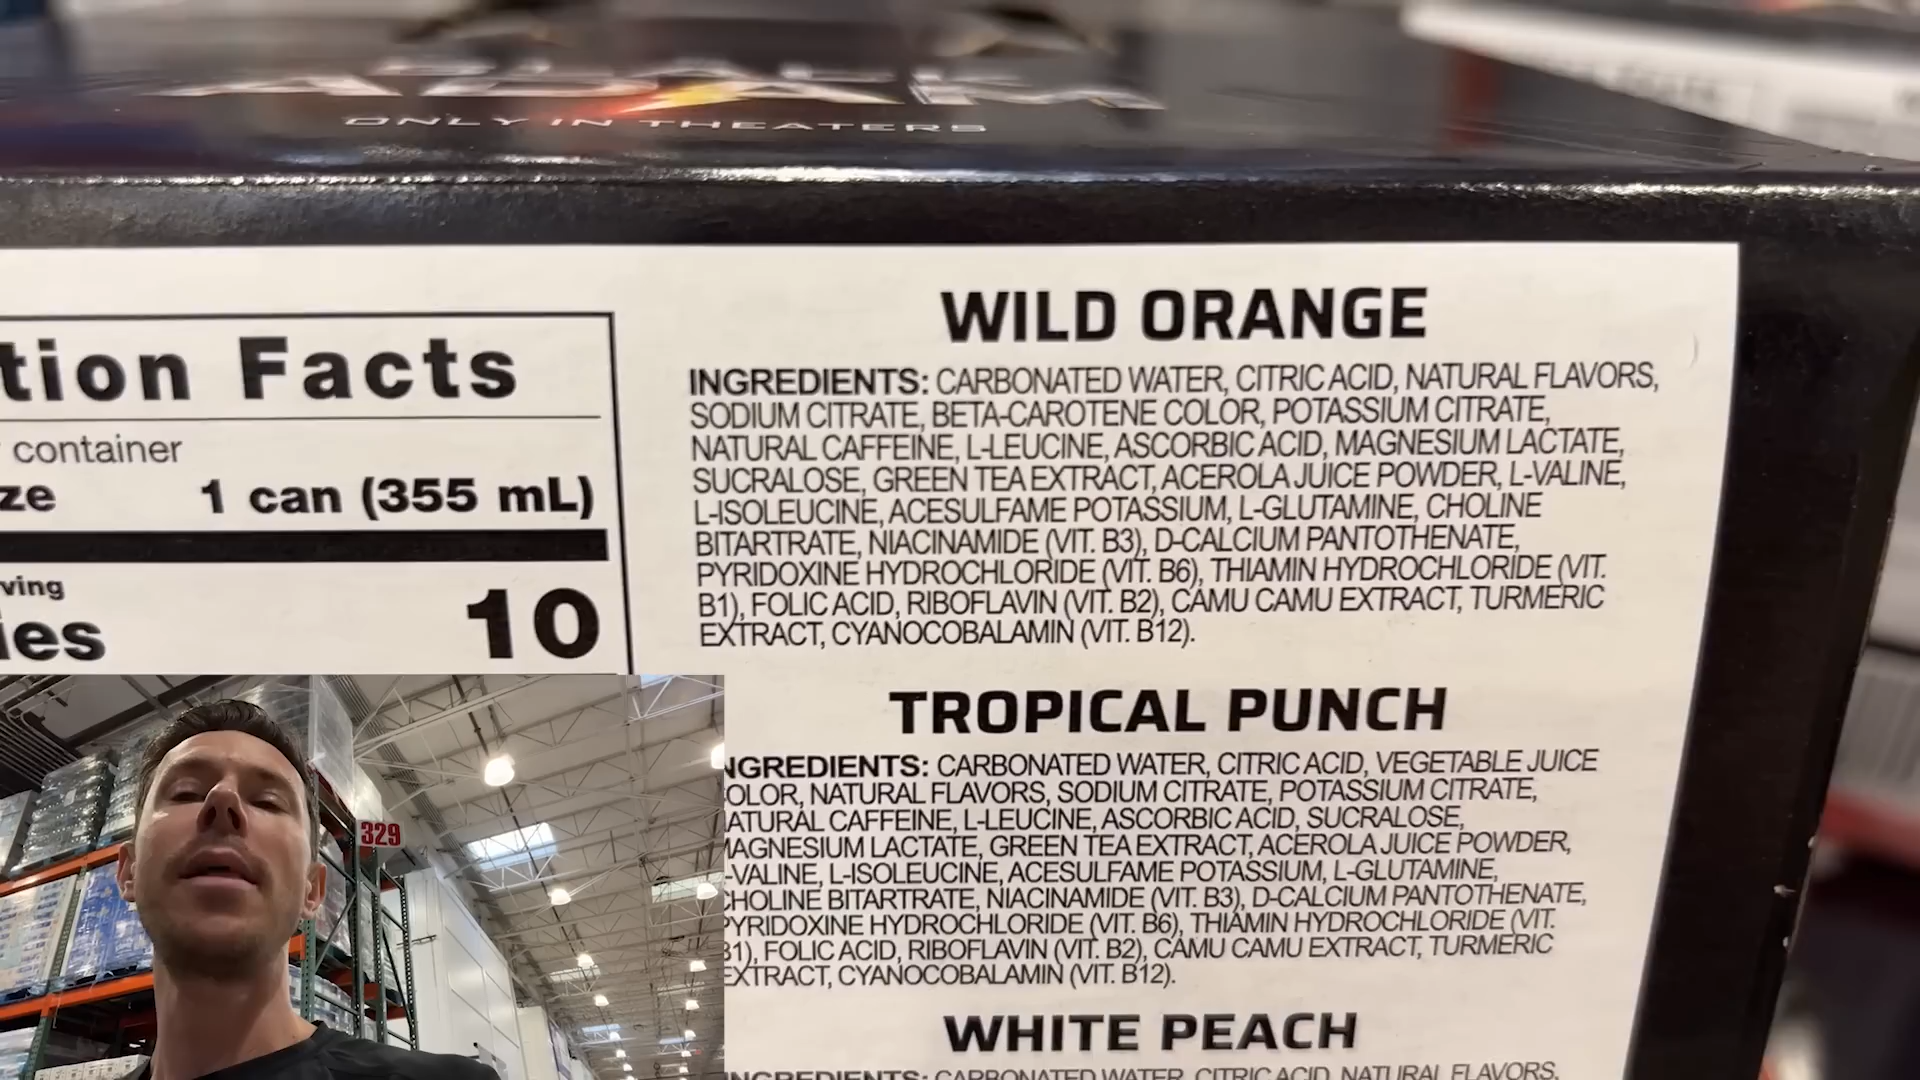 BLACK ADAM
ONLY IN THEATERS
tion Facts
container
ze 1 can (355 mL)
ving
ies 10
WILD ORANGE
INGREDIENTS: CARBONATED WATER, CITRIC ACID, NATURAL FLAVORS,
SODIUM CITRATE, BETA-CAROTENE COLOR, POTASSIUM CITRATE,
NATURAL CAFFEINE, L-LEUCINE, ASCORBIC ACID, MAGNESIUM LACTATE,
SUCRALOSE, GREEN TEA EXTRACT, ACEROLA JUICE POWDER, L-VALINE,
L-ISOLEUCINE, ACESULFAME POTASSIUM, L-GLUTAMINE, CHOLINE
BITARTRATE, NIACINAMIDE (VIT. B3), D-CALCIUM PANTOTHENATE,
PYRIDOXINE HYDROCHLORIDE (VIT. B6), THIAMIN HYDROCHLORIDE (VIT.
B1), FOLIC ACID, RIBOFLAVIN (VIT. B2), CAMU CAMU EXTRACT, TURMERIC
EXTRACT, CYANOCOBALAMIN (VIT. B12).
TROPICAL PUNCH
NGREDIENTS: CARBONATED WATER, CITRIC ACID, VEGETABLE JUICE
OLOR, NATURAL FLAVORS, SODIUM CITRATE, POTASSIUM CITRATE,
ATURAL CAFFEINE, L-LEUCINE, ASCORBIC ACID, SUCRALOSE,
MAGNESIUM LACTATE, GREEN TEA EXTRACT, ACEROLA JUICE POWDER,
-VALINE, L-ISOLEUCINE, ACESULFAME POTASSIUM, L-GLUTAMINE,
CHOLINE BITARTRATE, NIACINAMIDE (VIT. B3), D-CALCIUM PANTOTHENATE,
PYRIDOXINE HYDROCHLORIDE (VIT. B6), THIAMIN HYDROCHLORIDE (VIT.
B1), FOLIC ACID, RIBOFLAVIN (VIT. B2), CAMU CAMU EXTRACT, TURMERIC
EXTRACT, CYANOCOBALAMIN (VIT. B12).
WHITE PEACH
INGREDIENTS: CARBONATED WATER, CITRIC ACID, NATURAL FLAVORS,
329